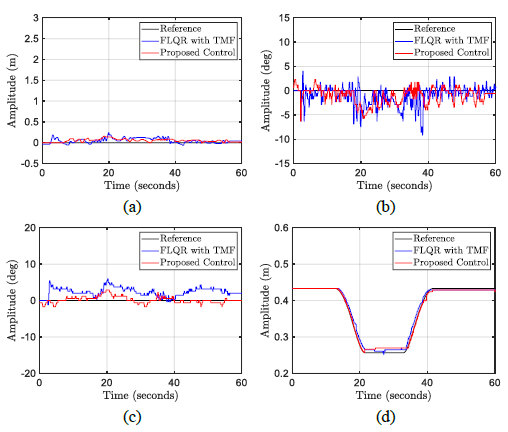 Reference
FLQR with TMF
Proposed Control
Amplitude (m)
3
2.5
2
1.5
1
0.5
0
-0.5
0 20 40 60
Time (seconds)
(a)
Reference
FLQR with TMF
Proposed Control
Amplitude (deg)
15
10
5
0
-5
-10
-15
0 20 40 60
Time (seconds)
(b)
Reference
FLQR with TMF
Proposed Control
Amplitude (deg)
20
10
0
-10
-20
0 20 40 60
Time (seconds)
(c)
Reference
FLQR with TMF
Proposed Control
Amplitude (m)
0.6
0.5
0.4
0.3
0.2
0 20 40 60
Time (seconds)
(d)